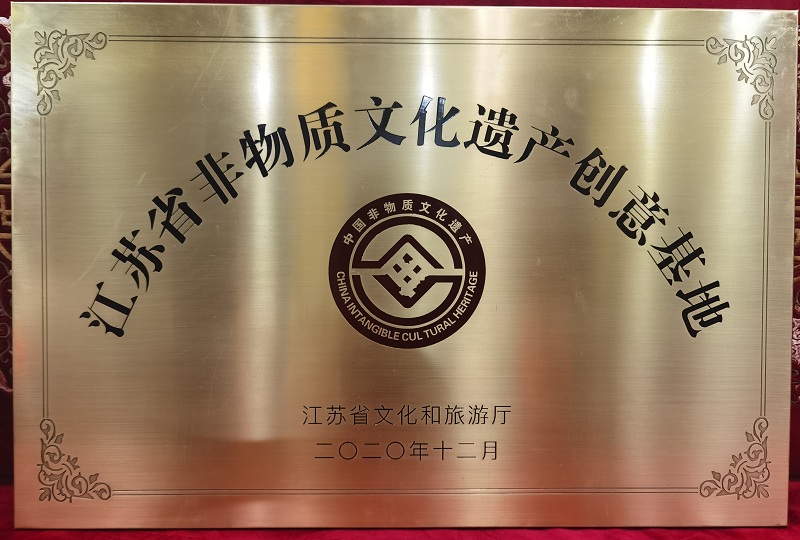 江苏省非物质文化遗产创意基地
中国非物质文化遗产
CHINA INTANGIBLE CULTURAL HERITAGE
江苏省文化和旅游厅
二〇二〇年十二月